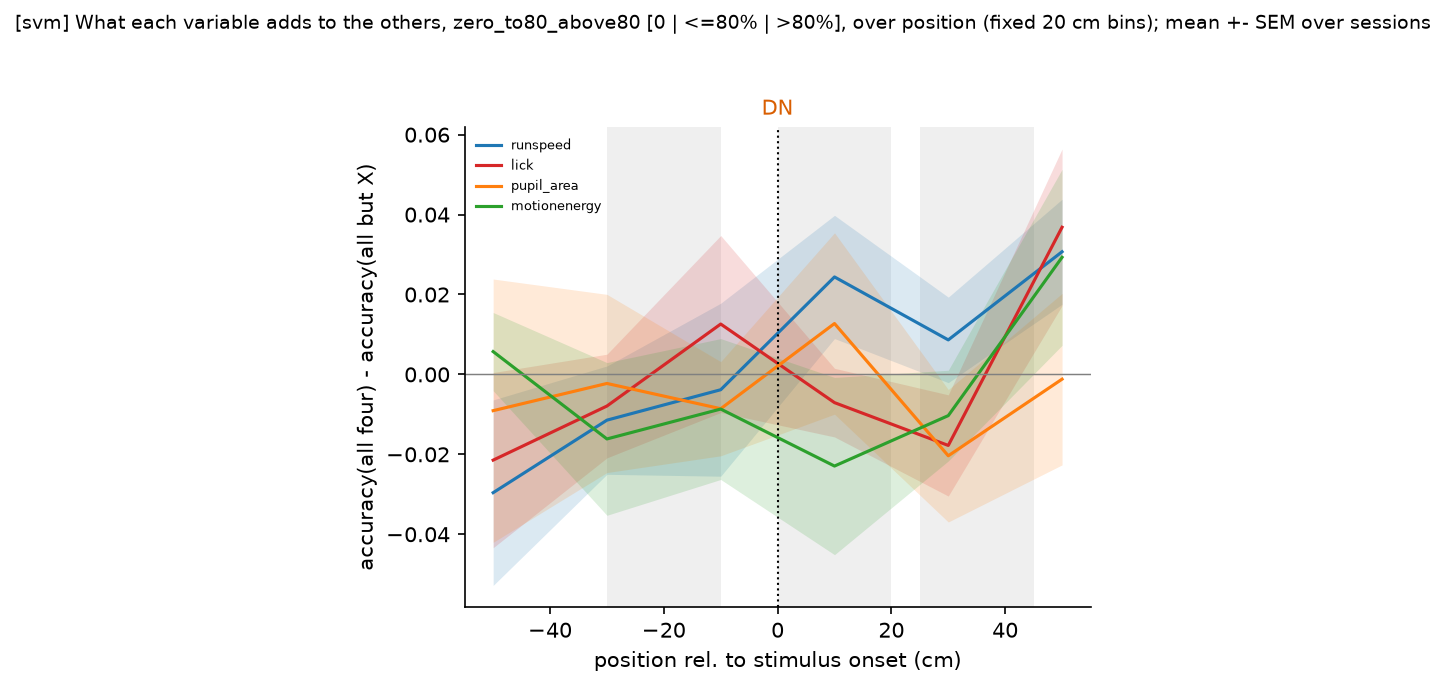 [svm] What each variable adds to the others, zero_to80_above80 [0 | <=80% | >80%], over position (fixed 20 cm bins); mean +- SEM over sessions
DN
accuracy(all four) - accuracy(all but X)
0.06
0.04
0.02
0.00
−0.02
−0.04
runspeed
lick
pupil_area
motionenergy
−40
−20
0
20
40
position rel. to stimulus onset (cm)